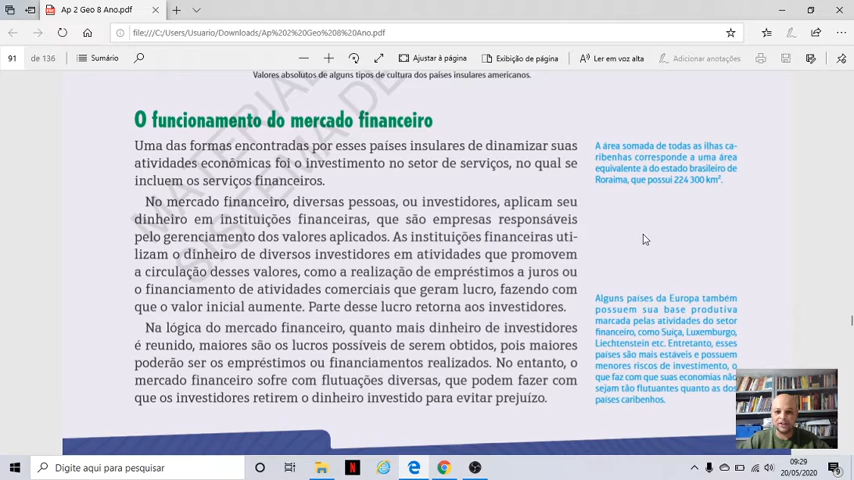 Ap 2 Geo 8 Ano.pdf
file:///C:/Users/Usuario/Downloads/Ap%202%20Geo%208%20Ano.pdf
91 de 136
Sumário
Ajustar à página
Exibição de página
Ler em voz alta
Adicionar anotações
Valores absolutos de alguns tipos de cultura dos países insulares americanos.
O funcionamento do mercado financeiro
Uma das formas encontradas por esses países insulares de dinamizar suas
atividades econômicas foi o investimento no setor de serviços, no qual se
incluem os serviços financeiros.
No mercado financeiro, diversas pessoas, ou investidores, aplicam seu
dinheiro em instituições financeiras, que são empresas responsáveis
pelo gerenciamento dos valores aplicados. As instituições financeiras uti-
lizam o dinheiro de diversos investidores em atividades que promovem
a circulação desses valores, como a realização de empréstimos a juros ou
o financiamento de atividades comerciais que geram lucro, fazendo com
que o valor inicial aumente. Parte desse lucro retorna aos investidores.
Na lógica do mercado financeiro, quanto mais dinheiro de investidores
é reunido, maiores são os lucros possíveis de serem obtidos, pois maiores
poderão ser os empréstimos ou financiamentos realizados. No entanto, o
mercado financeiro sofre com flutuações diversas, que podem fazer com
que os investidores retirem o dinheiro investido para evitar prejuízo.
A área somada de todas as ilhas ca-
ribenhas corresponde a uma área
equivalente à do estado brasileiro de
Roraima, que possui 224 300 km².
Alguns países da Europa também
possuem sua base produtiva
marcada pelas atividades do setor
financeiro, como Suíça, Luxemburgo,
Liechtenstein etc. Entretanto, esses
países são mais estáveis e possuem
menores riscos de investimento, o
que faz com que suas economias não
sejam tão flutuantes quanto as dos
países caribenhos.
MATERIAL
SISTEMA DE
Digite aqui para pesquisar
09:29
20/05/2020